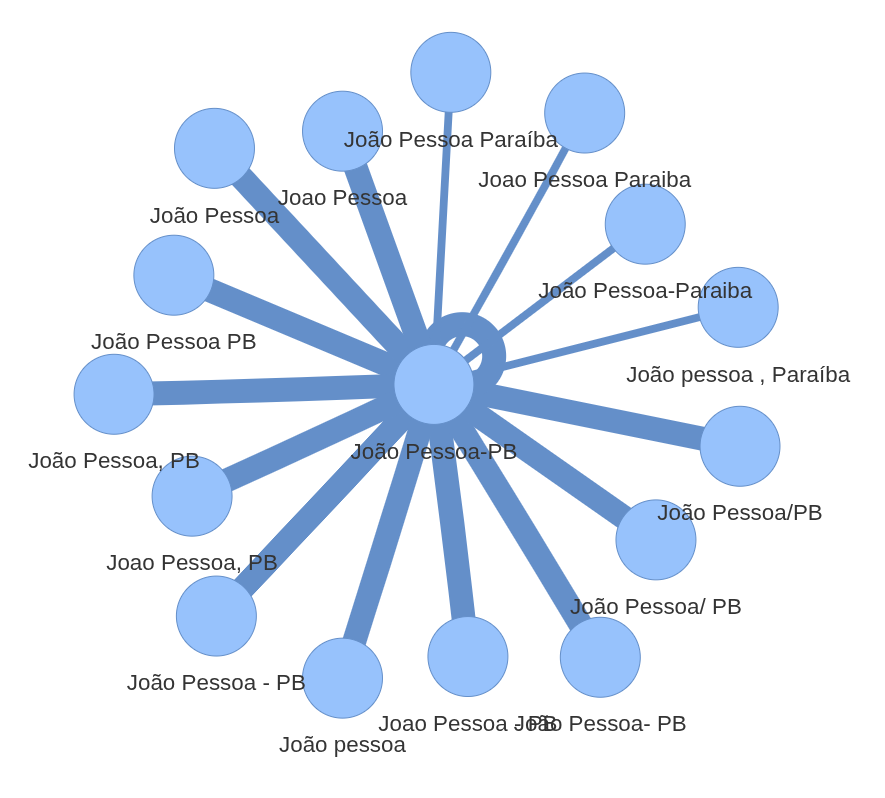 João Pessoa Paraíba
Joao Pessoa Paraiba
Joao Pessoa
João Pessoa
João Pessoa-Paraiba
João Pessoa PB
João pessoa , Paraíba
João Pessoa-PB
João Pessoa, PB
João Pessoa/PB
Joao Pessoa, PB
João Pessoa/ PB
João Pessoa - PB
Joao Pessoa - PB
João Pessoa- PB
João pessoa